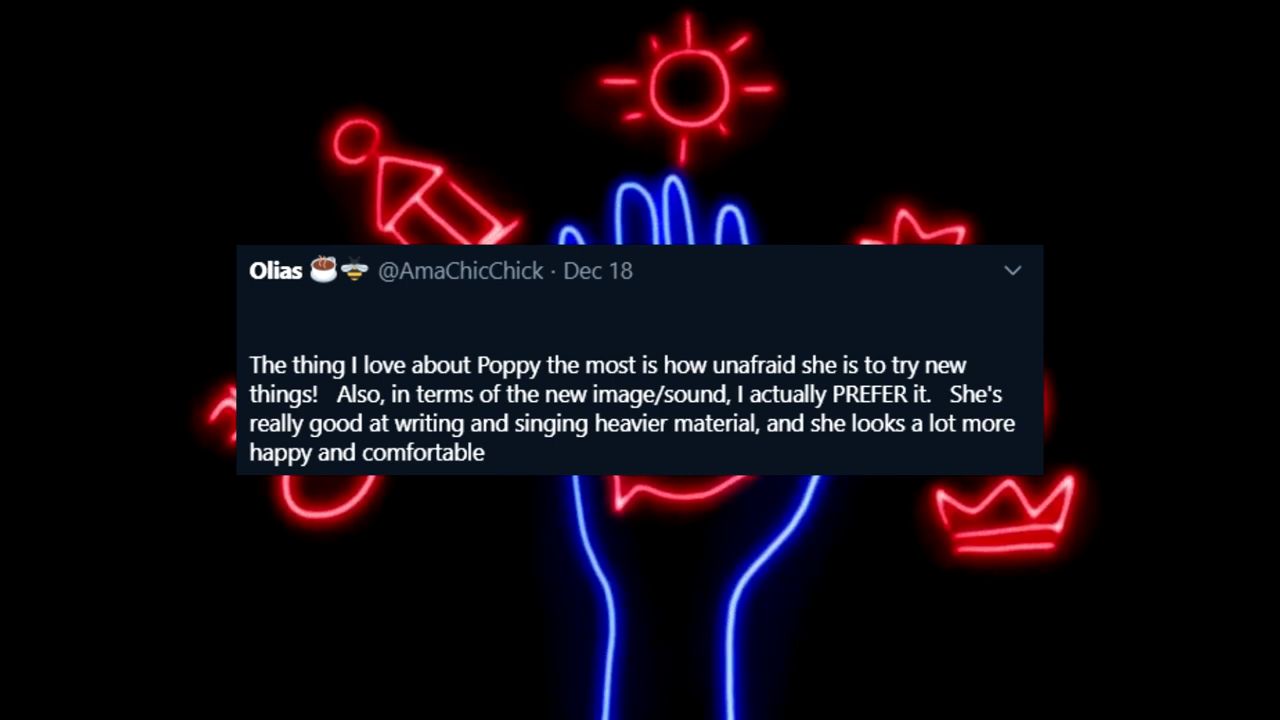 Olias ☕🐝 @AmaChicChick · Dec 18
The thing I love about Poppy the most is how unafraid she is to try new
things!   Also, in terms of the new image/sound, I actually PREFER it.   She's
really good at writing and singing heavier material, and she looks a lot more
happy and comfortable